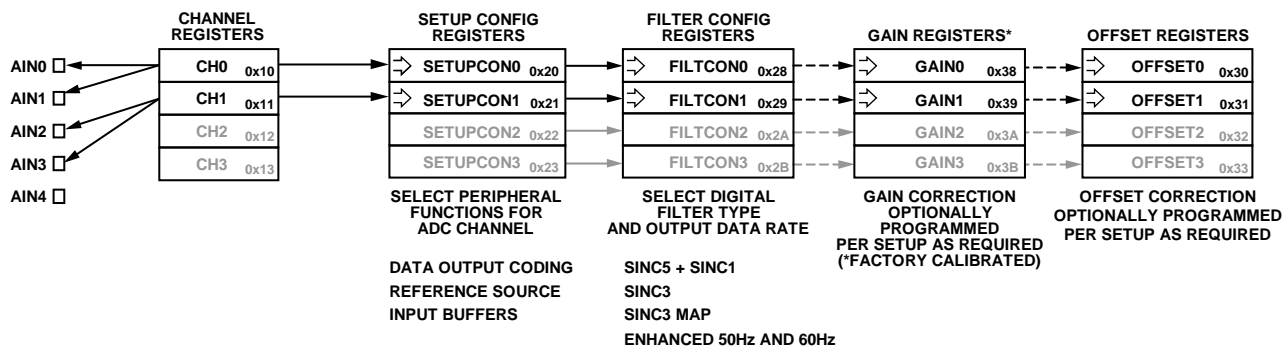 CHANNEL
REGISTERS
SETUP CONFIG
REGISTERS
FILTER CONFIG
REGISTERS
GAIN REGISTERS*
OFFSET REGISTERS
AIN0
CH0 0x10
SETUPCON0 0x20
FILTCON0 0x28
GAIN0 0x38
OFFSET0 0x30
AIN1
CH1 0x11
SETUPCON1 0x21
FILTCON1 0x29
GAIN1 0x39
OFFSET1 0x31
AIN2
CH2 0x12
SETUPCON2 0x22
FILTCON2 0x2A
GAIN2 0x3A
OFFSET2 0x32
AIN3
CH3 0x13
SETUPCON3 0x23
FILTCON3 0x2B
GAIN3 0x3B
OFFSET3 0x33
AIN4
SELECT PERIPHERAL
FUNCTIONS FOR
ADC CHANNEL
SELECT DIGITAL
FILTER TYPE
AND OUTPUT DATA RATE
GAIN CORRECTION
OPTIONALLY
PROGRAMMED
PER SETUP AS REQUIRED
(*FACTORY CALIBRATED)
OFFSET CORRECTION
OPTIONALLY PROGRAMMED
PER SETUP AS REQUIRED
DATA OUTPUT CODING
REFERENCE SOURCE
INPUT BUFFERS
SINC5 + SINC1
SINC3
SINC3 MAP
ENHANCED 50Hz AND 60Hz